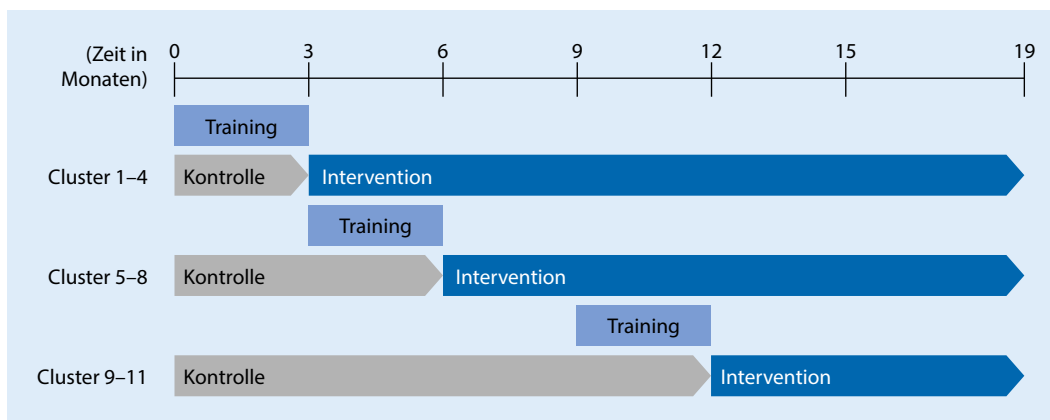 (Zeit in Monaten)
0 3 6 9 12 15 19
Training
Cluster 1–4 Kontrolle Intervention
Training
Cluster 5–8 Kontrolle Intervention
Training
Cluster 9–11 Kontrolle Intervention